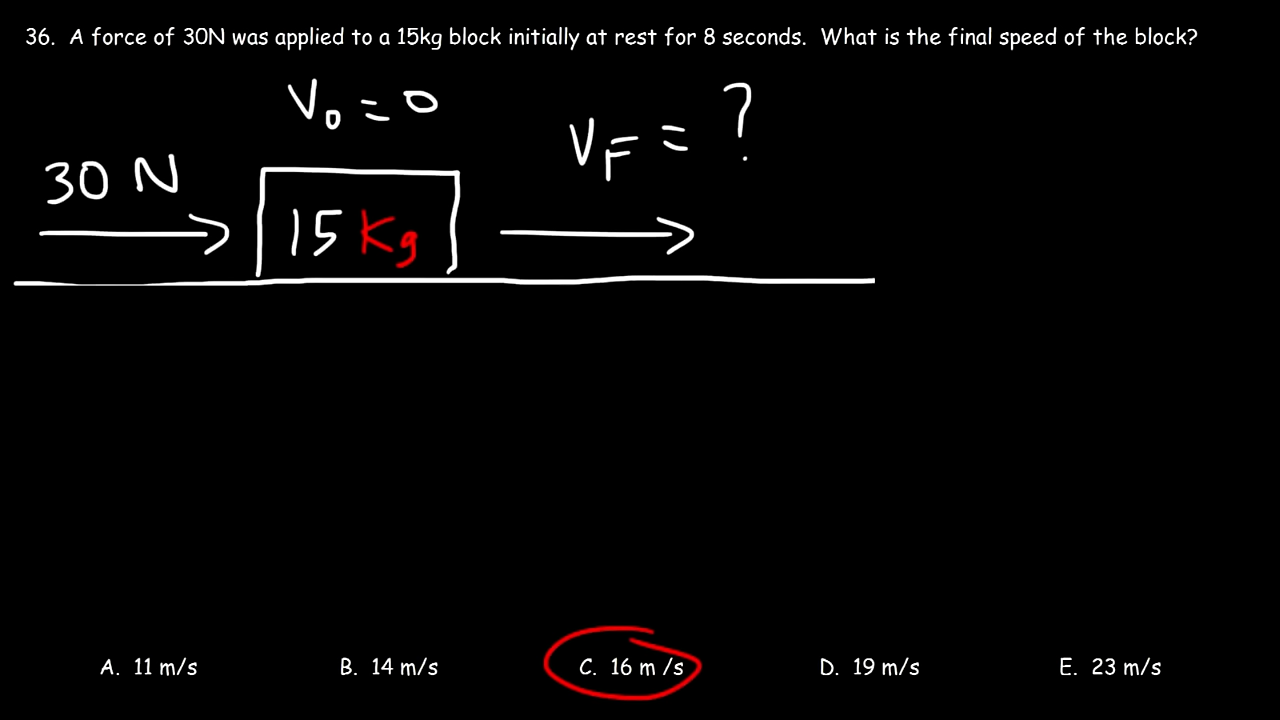 36. A force of 30N was applied to a 15kg block initially at rest for 8 seconds. What is the final speed of the block?
V₀ = 0
V_F = ?
30 N
15 Kg
A. 11 m/s
B. 14 m/s
C. 16 m /s
D. 19 m/s
E. 23 m/s